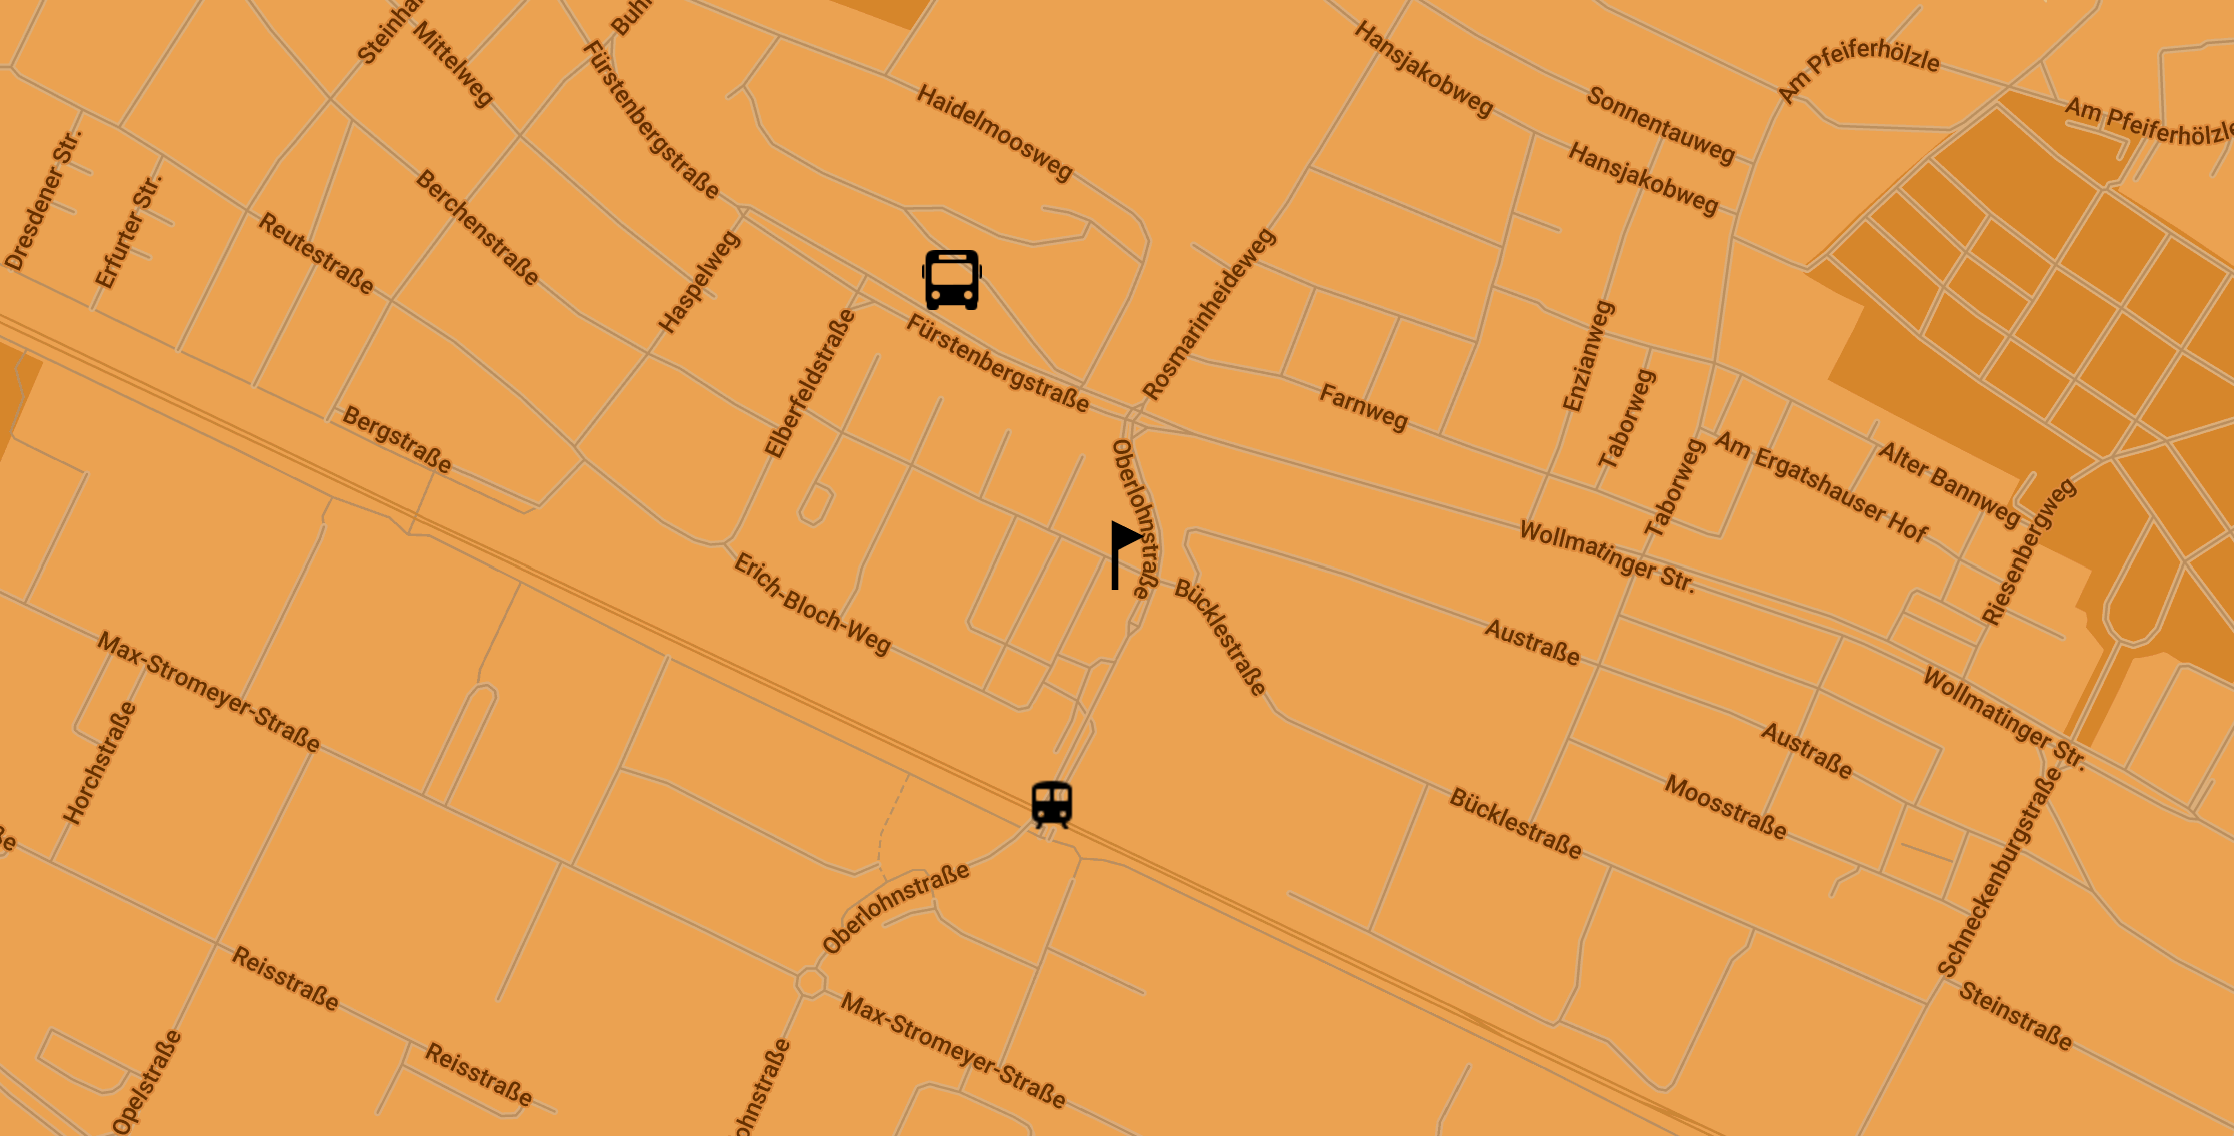 Mittelweg
Fürstenbergstraße
Haidelmoosweg
Hansjakobweg
Sonnentauweg
Am Pfeiferhölzle
Am Pfeiferhölzle
Hansjakobweg
Dresdener Str.
Erfurter Str.
Reutestraße
Berchenstraße
Haspelweg
Rosmarinheideweg
Elberfeldstraße
Fürstenbergstraße
Enzianweg
Taborweg
Farnweg
Bergstraße
Oberlohnstraße
Taborweg
Am Ergatshauser Hof
Alter Bannweg
Riesenbergweg
Wollmatinger Str.
Erich-Bloch-Weg
Bücklestraße
Austraße
Max-Stromeyer-Straße
Wollmatinger Str.
Horchstraße
Austraße
Moosstraße
Bücklestraße
Schneckenburgstraße
Oberlohnstraße
Reisstraße
Max-Stromeyer-Straße
Steinstraße
Opelstraße
Reisstraße
ohnstraße